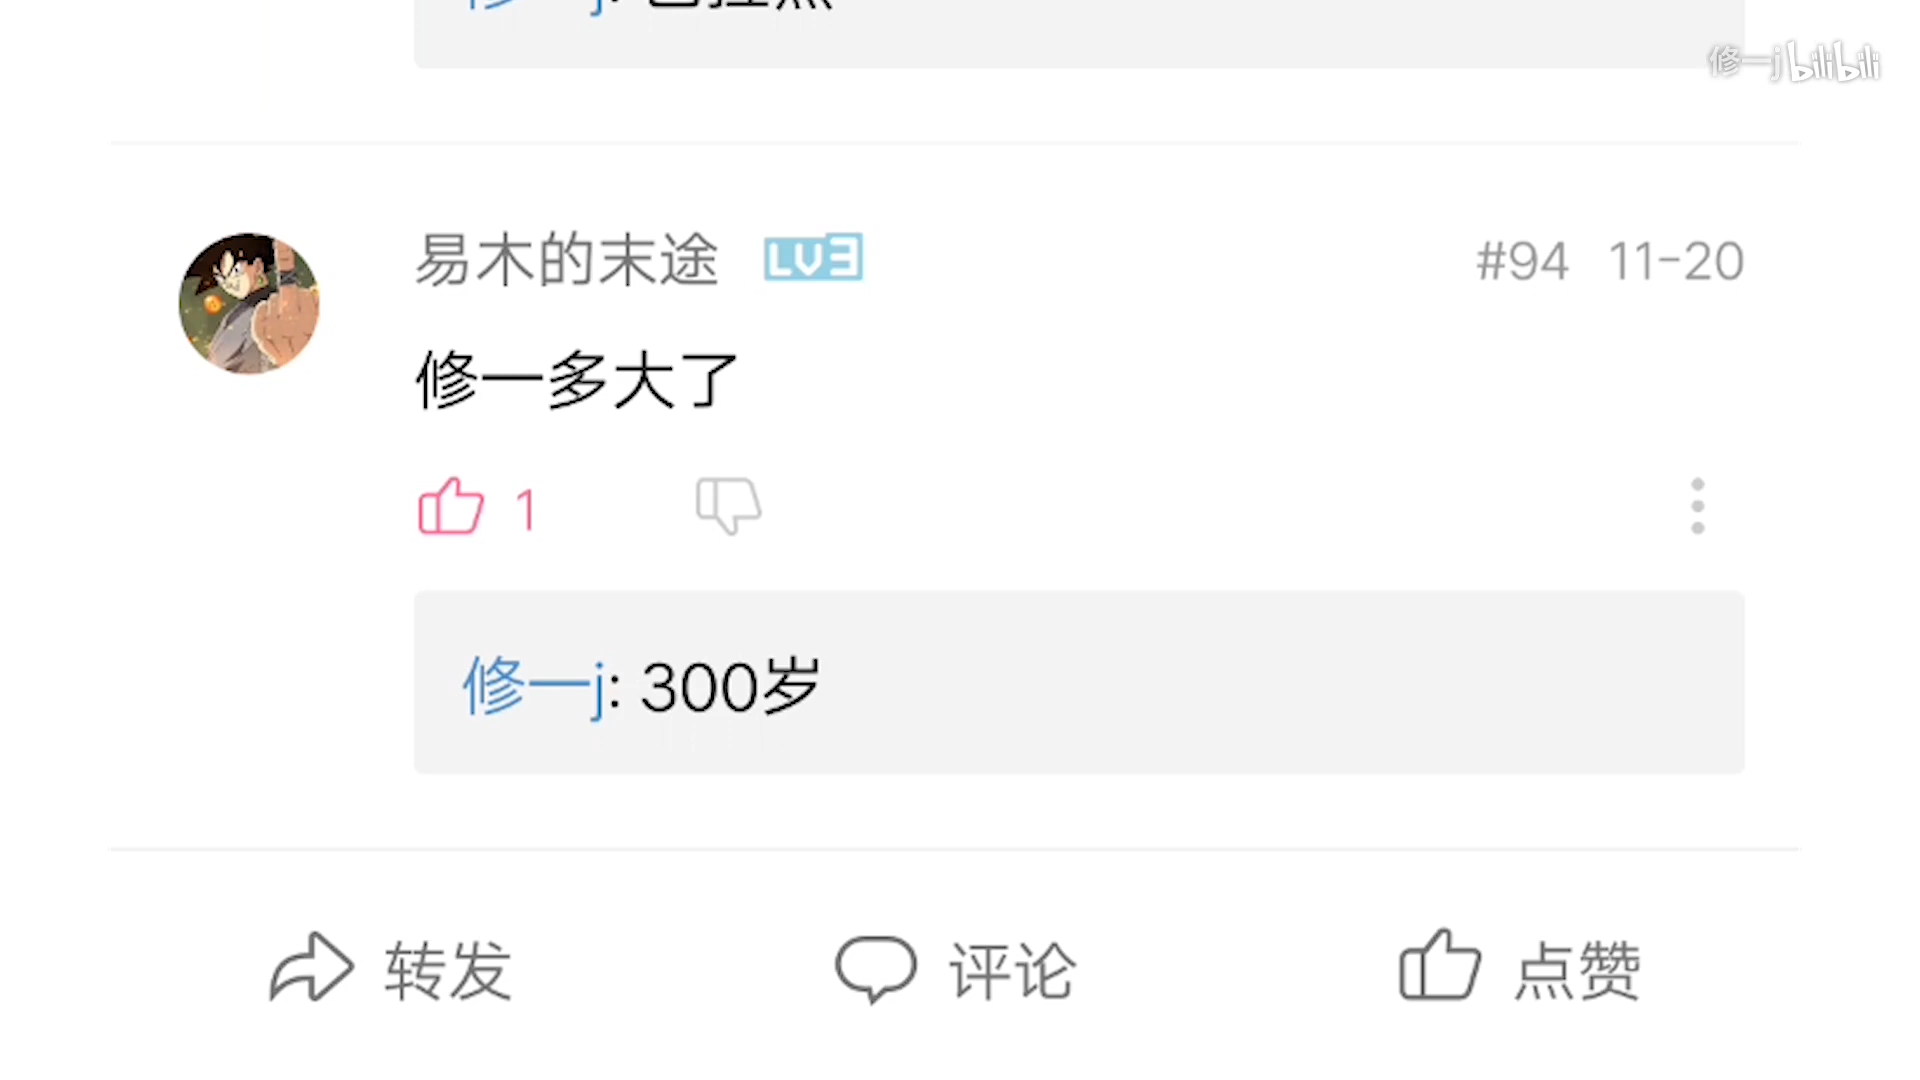 修一j bilibili
易木的末途 LV3 #94 11-20
修一多大了
1
修一j: 300岁
转发 评论 点赞